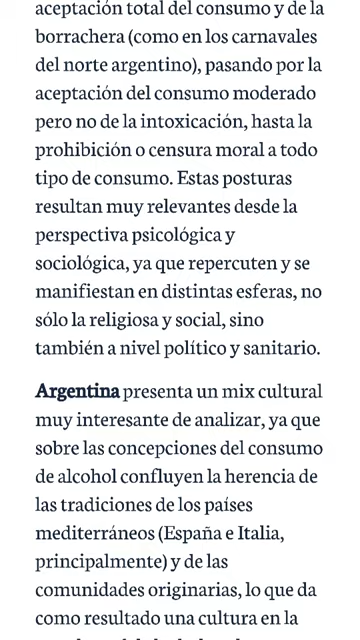 aceptación total del consumo y de la
borrachera (como en los carnavales
del norte argentino), pasando por la
aceptación del consumo moderado
pero no de la intoxicación, hasta la
prohibición o censura moral a todo
tipo de consumo. Estas posturas
resultan muy relevantes desde la
perspectiva psicológica y
sociológica, ya que repercuten y se
manifiestan en distintas esferas, no
sólo la religiosa y social, sino
también a nivel político y sanitario.
Argentina presenta un mix cultural
muy interesante de analizar, ya que
sobre las concepciones del consumo
de alcohol confluyen la herencia de
las tradiciones de los países
mediterráneos (España e Italia,
principalmente) y de las
comunidades originarias, lo que da
como resultado una cultura en la